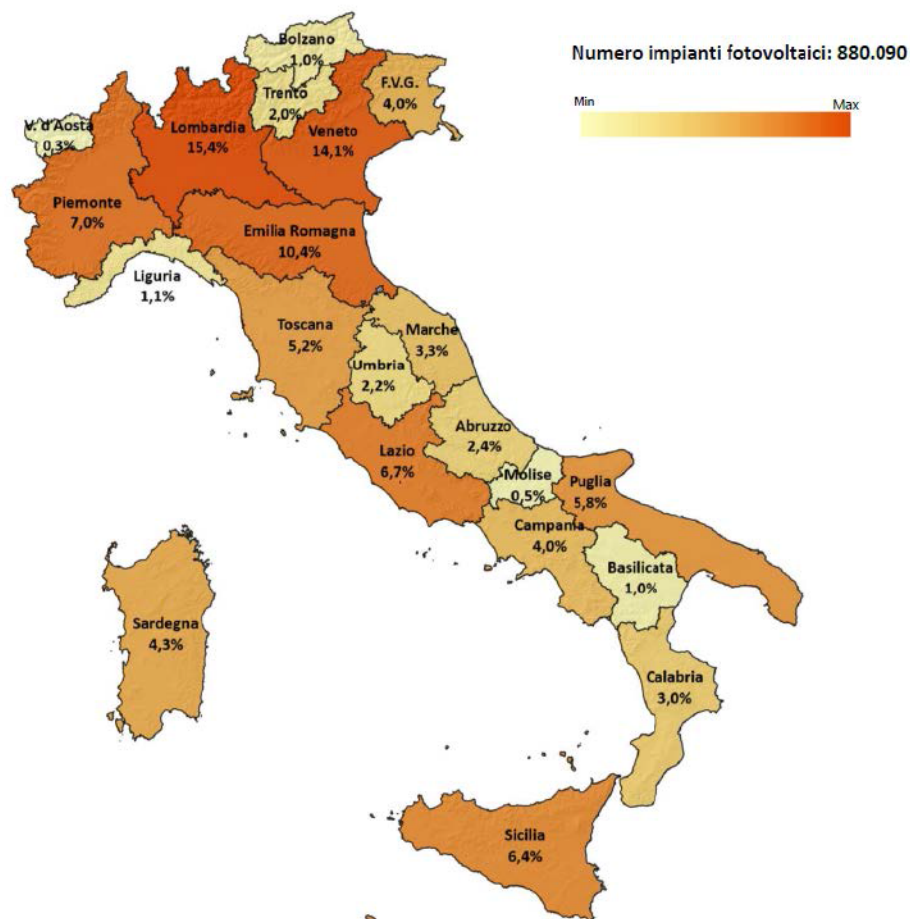 Bolzano
1,0%
Numero impianti fotovoltaici: 880.090
Trento
2,0%
F.V.G.
4,0%
Min
Max
V. d'Aosta
0,3%
Lombardia
15,4%
Veneto
14,1%
Piemonte
7,0%
Emilia Romagna
10,4%
Liguria
1,1%
Toscana
5,2%
Marche
3,3%
Umbria
2,2%
Abruzzo
2,4%
Lazio
6,7%
Molise
0,5%
Puglia
5,8%
Campania
4,0%
Basilicata
1,0%
Sardegna
4,3%
Calabria
3,0%
Sicilia
6,4%